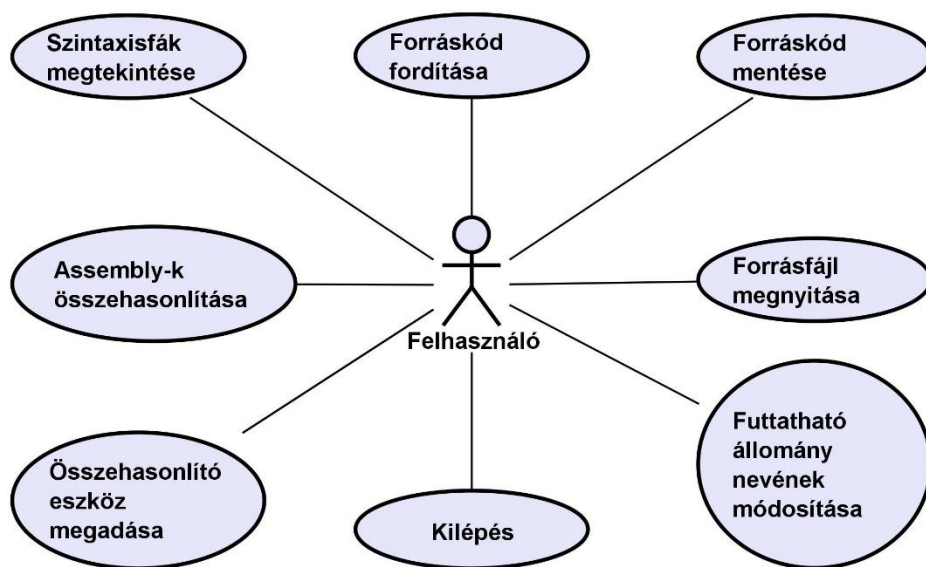 Szintaxisfák
megtekintése
Forráskód
fordítása
Forráskód
mentése
Assembly-k
összehasonlítása
Forrásfájl
megnyitása
Felhasználó
Összehasonlító
eszköz
megadása
Kilépés
Futtatható
állomány
nevének
módosítása